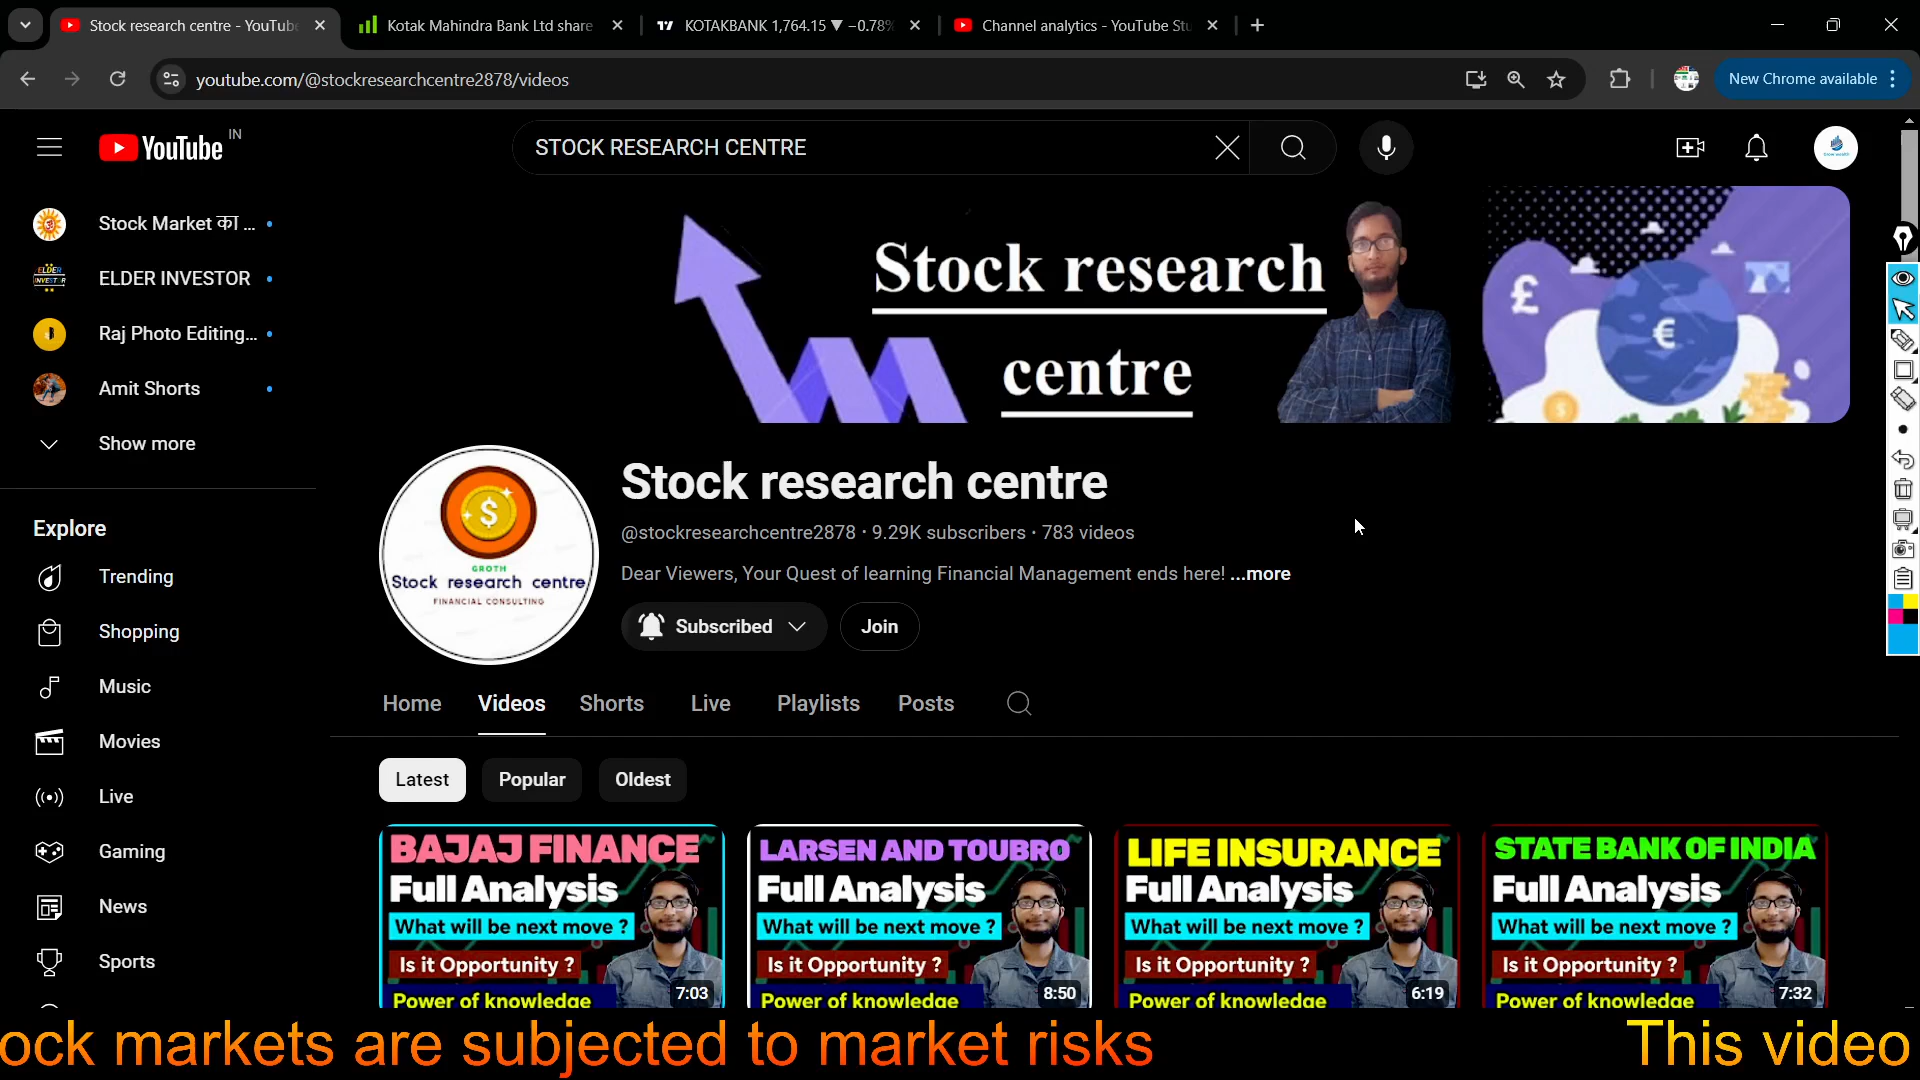 Stock research centre - YouTub
Kotak Mahindra Bank Ltd share
KOTAKBANK 1,764.15 ▼ −0.78%
Channel analytics - YouTube Stu
youtube.com/@stockresearchcentre2878/videos
New Chrome available
YouTube IN
STOCK RESEARCH CENTRE
Stock Market का ...
ELDER INVESTOR
Raj Photo Editing...
Amit Shorts
Show more
Explore
Trending
Shopping
Music
Movies
Live
Gaming
News
Sports
Stock research
centre
£
€
$
GROTH
Stock research centre
FINANCIAL CONSULTING
Stock research centre
@stockresearchcentre2878 · 9.29K subscribers · 783 videos
Dear Viewers, Your Quest of learning Financial Management ends here! ...more
Subscribed
Join
Home Videos Shorts Live Playlists Posts
Latest Popular Oldest
BAJAJ FINANCE
Full Analysis
What will be next move ?
Is it Opportunity ?
Power of knowledge
7:03
LARSEN AND TOUBRO
Full Analysis
What will be next move ?
Is it Opportunity ?
Power of knowledge
8:50
LIFE INSURANCE
Full Analysis
What will be next move ?
Is it Opportunity ?
Power of knowledge
6:19
STATE BANK OF INDIA
Full Analysis
What will be next move ?
Is it Opportunity ?
Power of knowledge
7:32
ock markets are subjected to market risks
This video